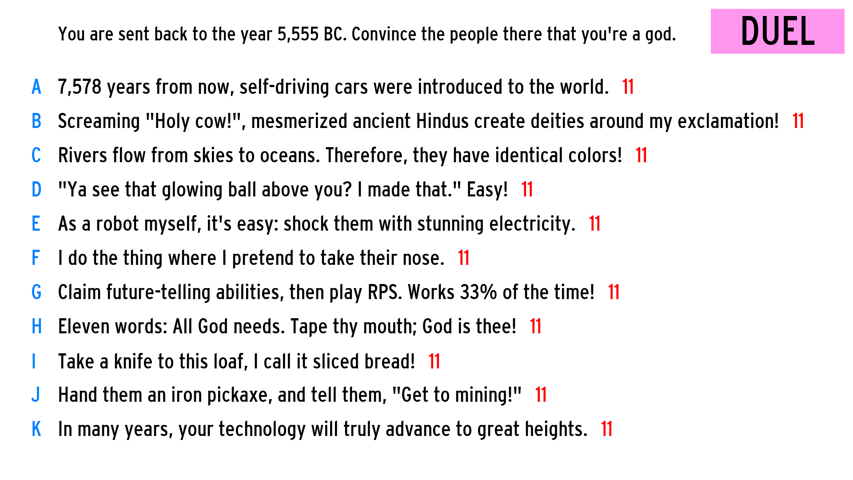 You are sent back to the year 5,555 BC. Convince the people there that you're a god.
DUEL
A 7,578 years from now, self-driving cars were introduced to the world. 11
B Screaming "Holy cow!", mesmerized ancient Hindus create deities around my exclamation! 11
C Rivers flow from skies to oceans. Therefore, they have identical colors! 11
D "Ya see that glowing ball above you? I made that." Easy! 11
E As a robot myself, it's easy: shock them with stunning electricity. 11
F I do the thing where I pretend to take their nose. 11
G Claim future-telling abilities, then play RPS. Works 33% of the time! 11
H Eleven words: All God needs. Tape thy mouth; God is thee! 11
I Take a knife to this loaf, I call it sliced bread! 11
J Hand them an iron pickaxe, and tell them, "Get to mining!" 11
K In many years, your technology will truly advance to great heights. 11